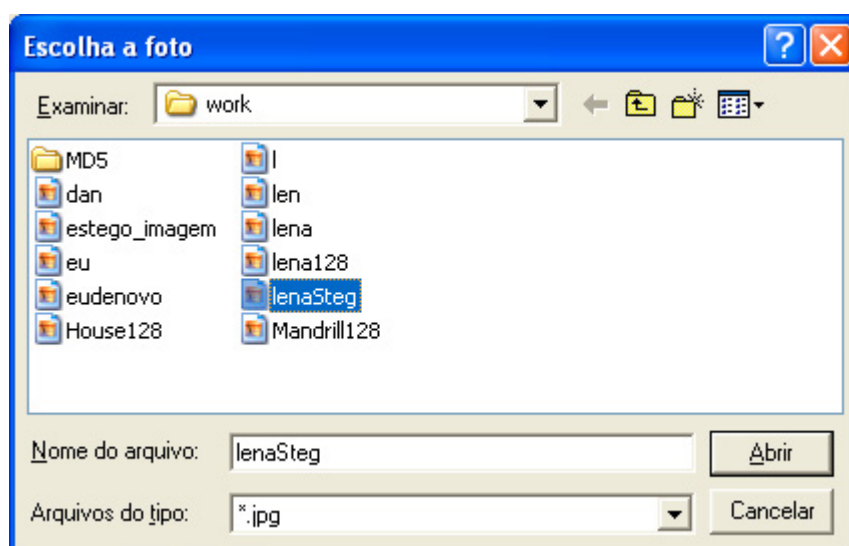 Escolha a foto
Examinar: work
MD5
dan
estego_imagem
eu
eudenovo
House128
l
len
lena
lena128
lenaSteg
Mandrill128
Nome do arquivo: lenaSteg Abrir
Arquivos do tipo: *.jpg Cancelar